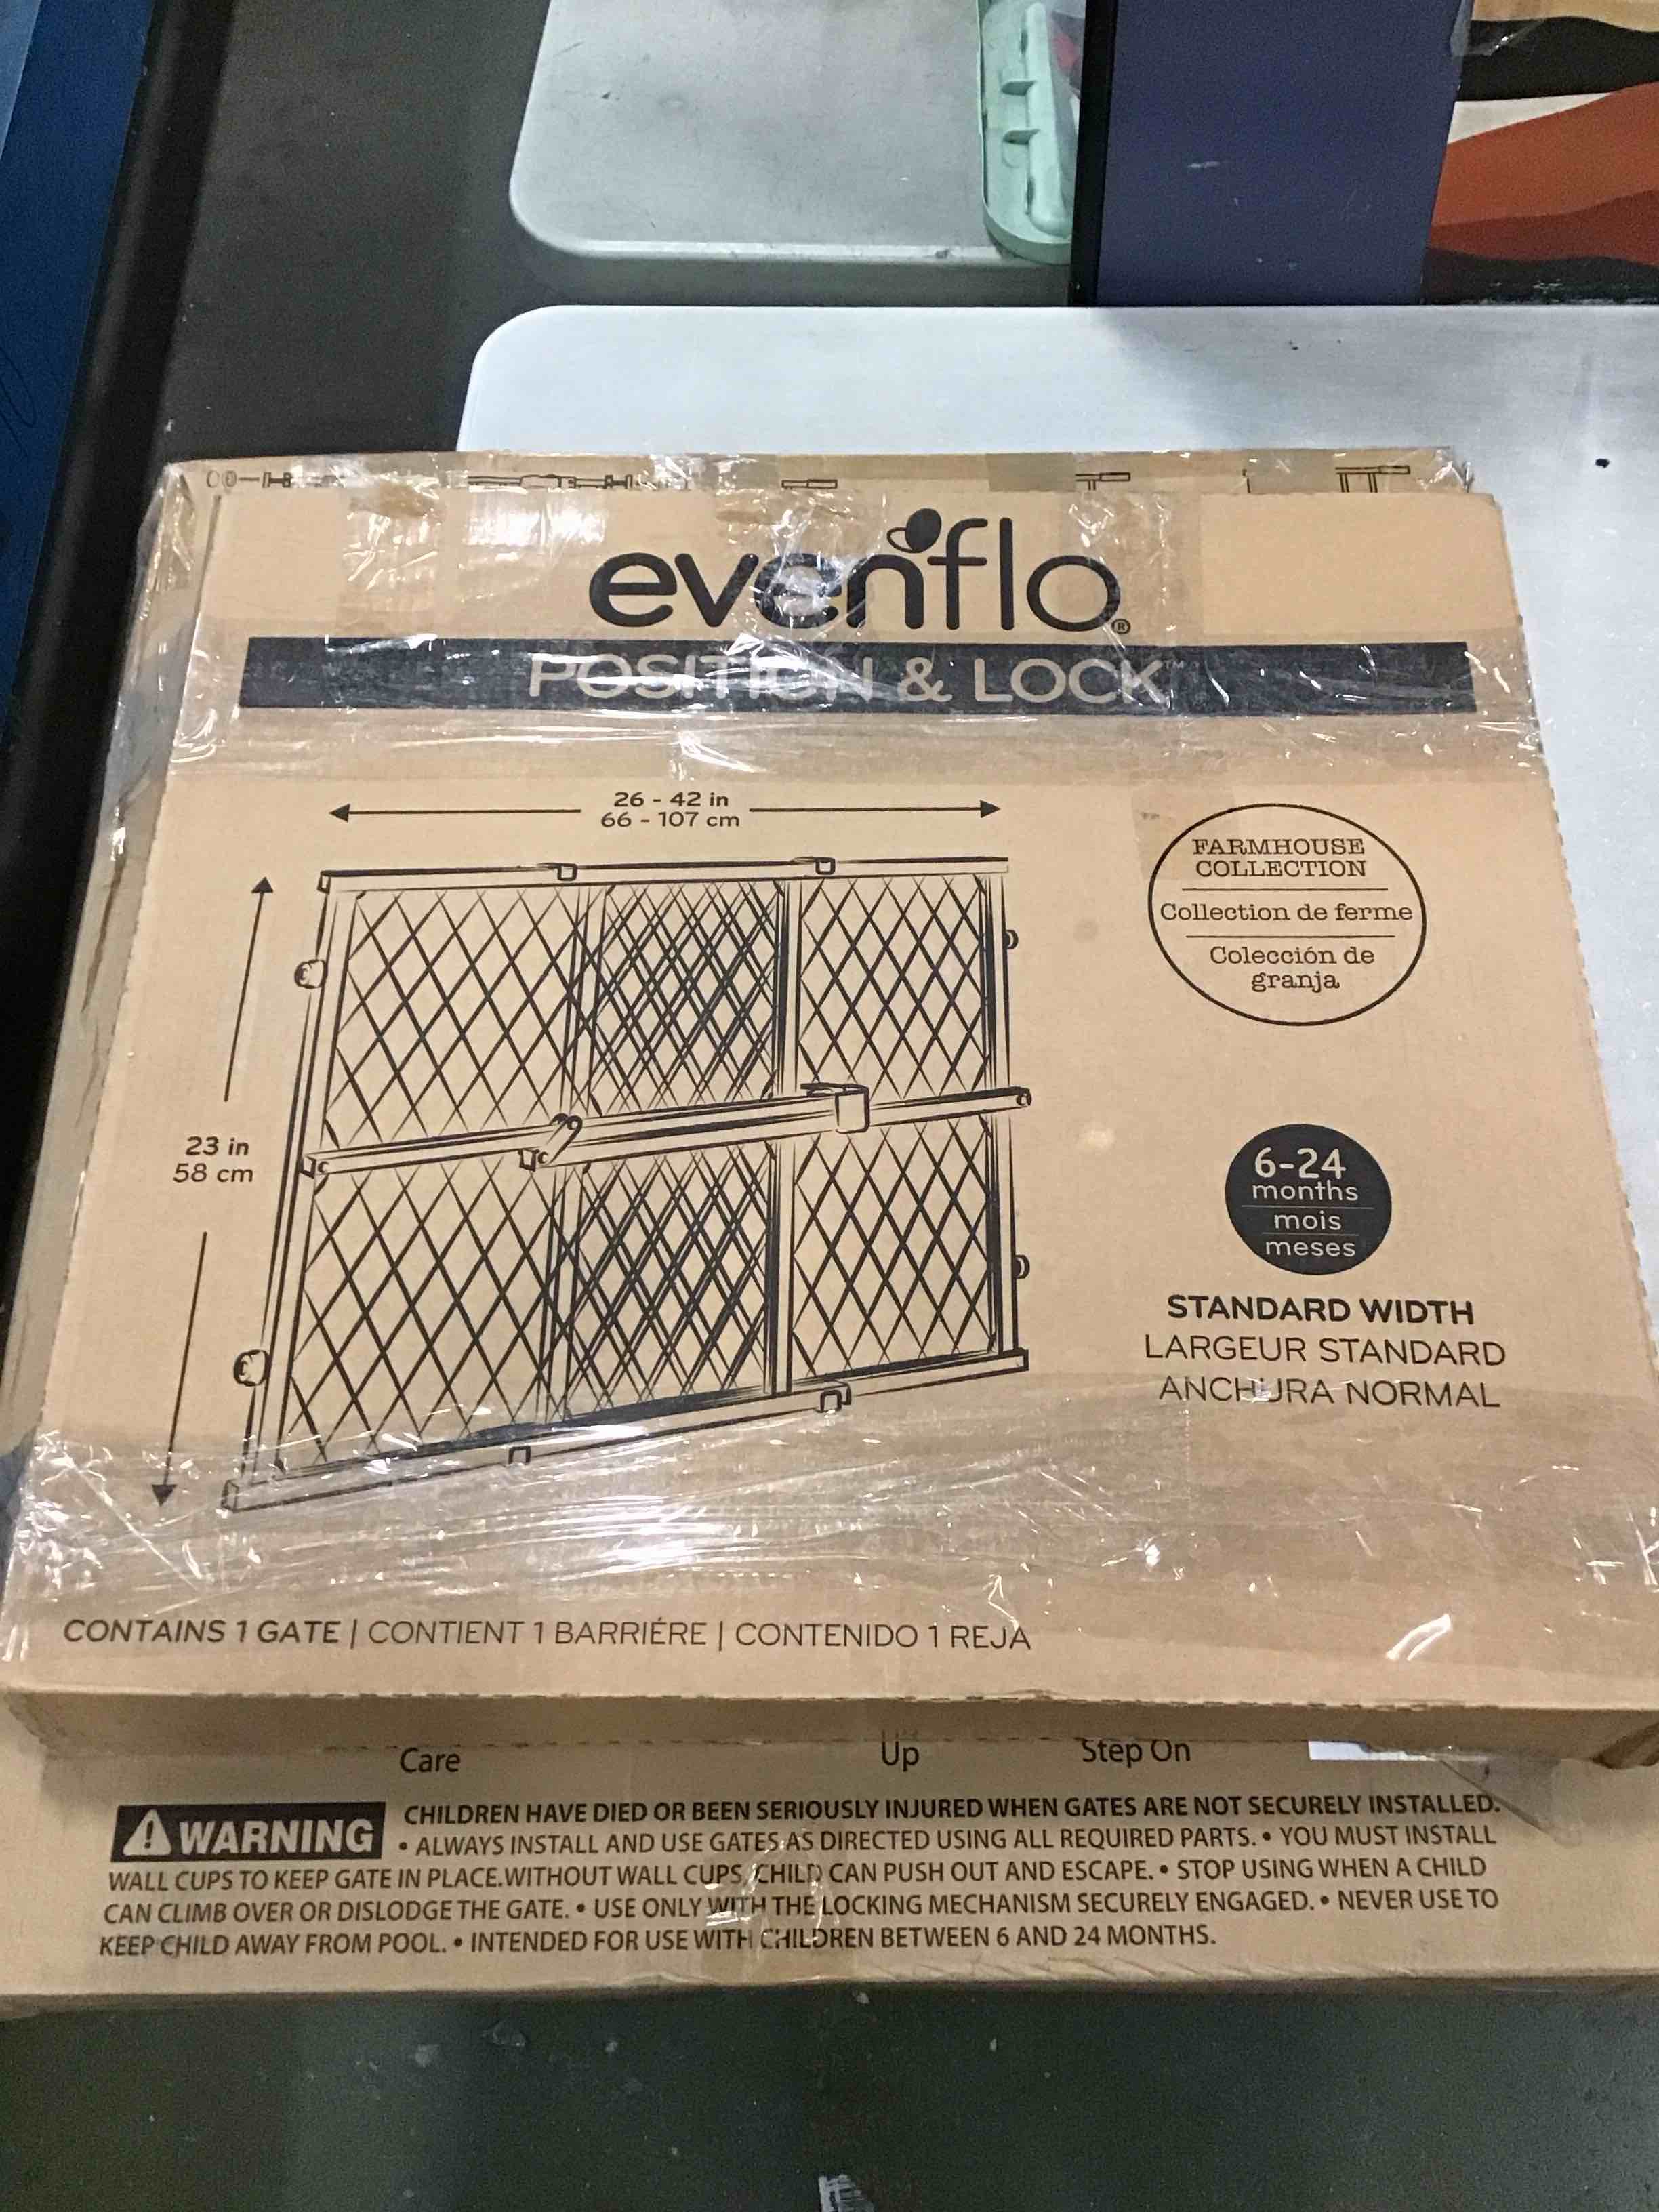 evenflo®
POSITION & LOCK™
26 - 42 in
66 - 107 cm
FARMHOUSE
COLLECTION
Collection de ferme
Colección de
granja
23 in
58 cm
6-24
months
mois
meses
STANDARD WIDTH
LARGEUR STANDARD
ANCHURA NORMAL
CONTAINS 1 GATE | CONTIENT 1 BARRIÉRE | CONTENIDO 1 REJA
Care Up Step On
WARNING CHILDREN HAVE DIED OR BEEN SERIOUSLY INJURED WHEN GATES ARE NOT SECURELY INSTALLED.
• ALWAYS INSTALL AND USE GATES AS DIRECTED USING ALL REQUIRED PARTS. • YOU MUST INSTALL
WALL CUPS TO KEEP GATE IN PLACE.WITHOUT WALL CUPS, CHILD CAN PUSH OUT AND ESCAPE. • STOP USING WHEN A CHILD
CAN CLIMB OVER OR DISLODGE THE GATE. • USE ONLY WITH THE LOCKING MECHANISM SECURELY ENGAGED. • NEVER USE TO
KEEP CHILD AWAY FROM POOL. • INTENDED FOR USE WITH CHILDREN BETWEEN 6 AND 24 MONTHS.